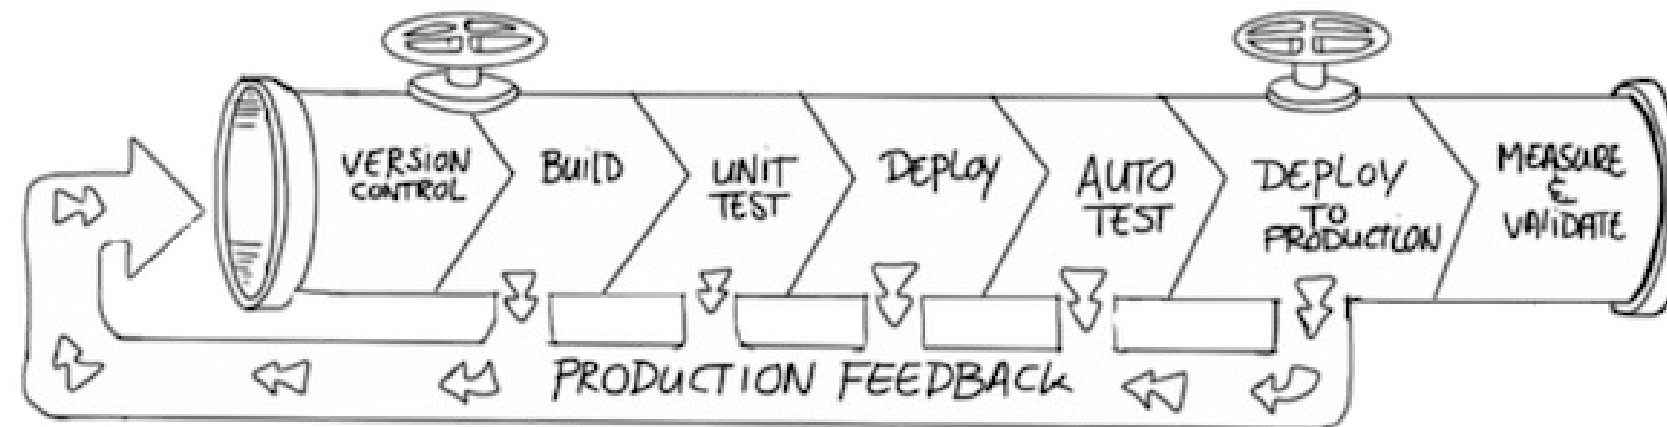 VERSION
CONTROL
BUILD
UNIT
TEST
DEPLOY
AUTO
TEST
DEPLOY
TO
PRODUCTION
MEASURE
&
VALIDATE
PRODUCTION FEEDBACK